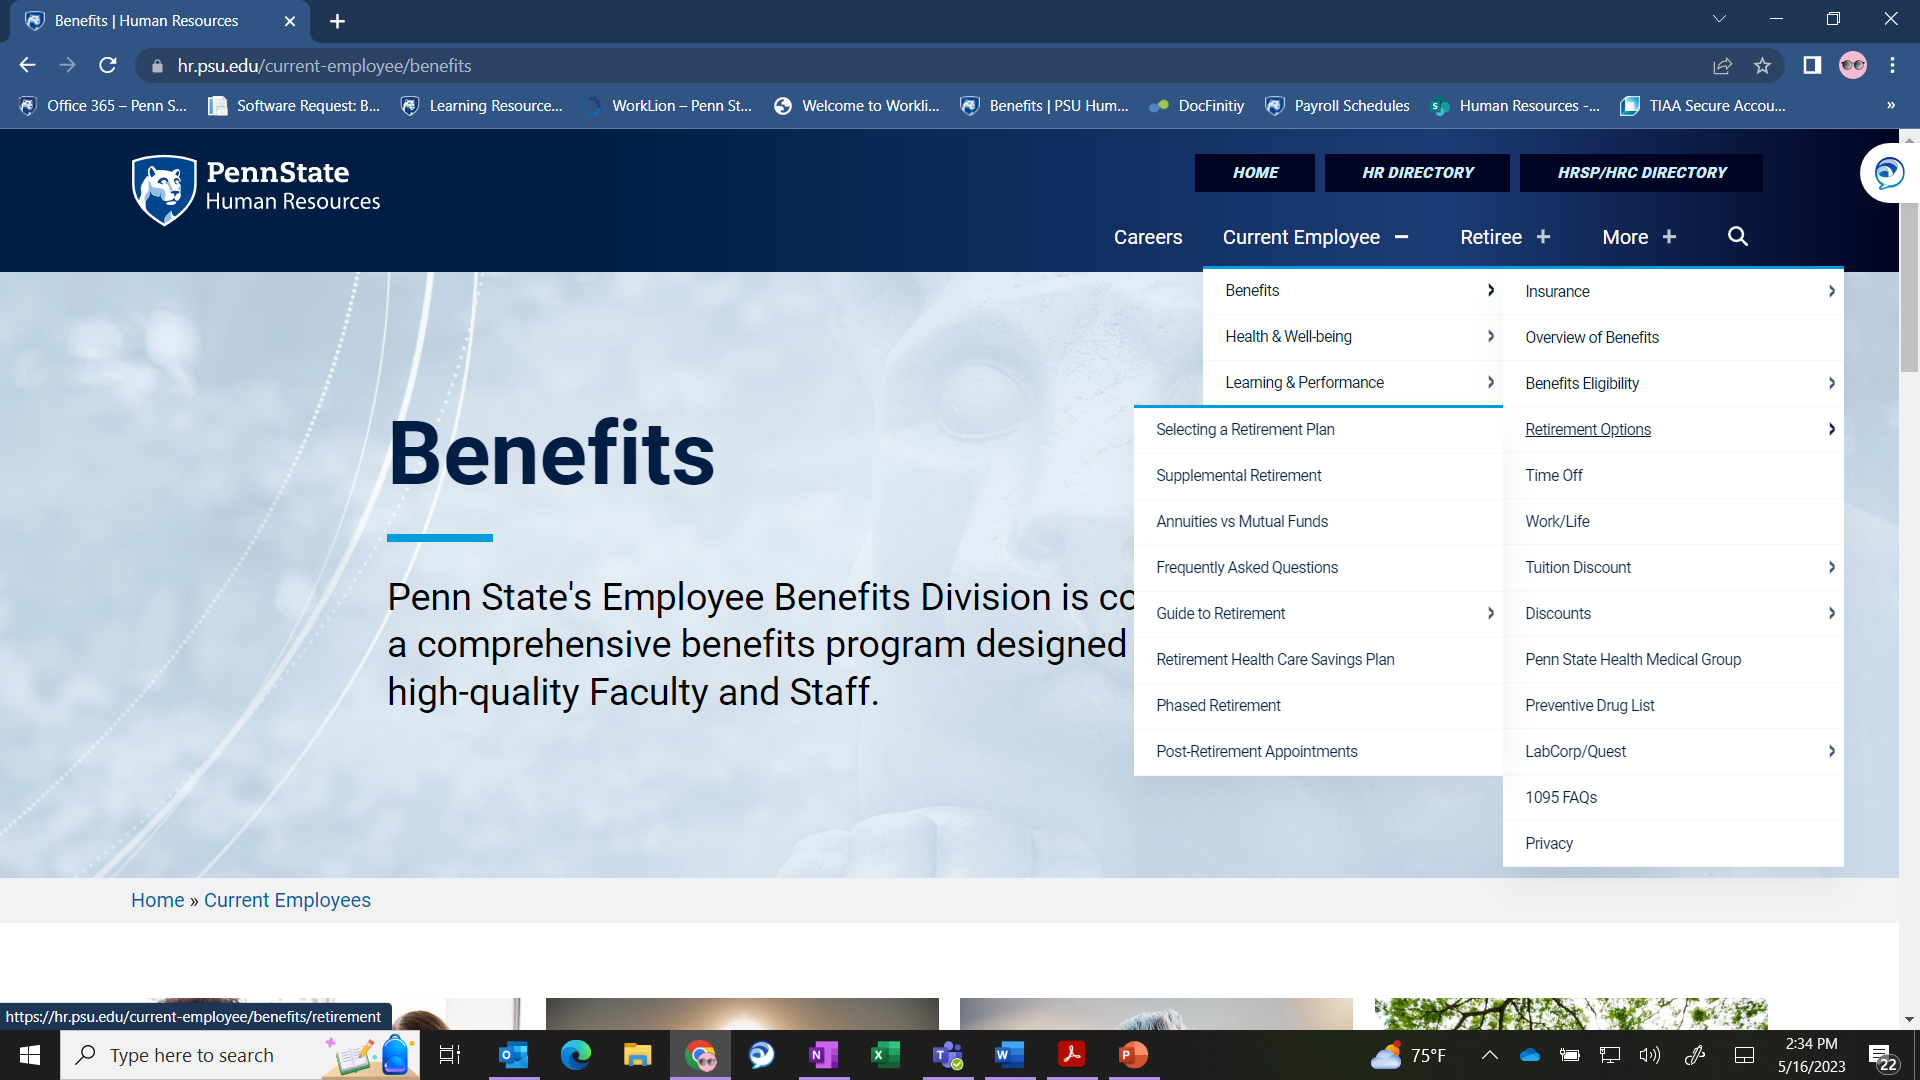 Benefits | Human Resources
hr.psu.edu/current-employee/benefits
Office 365 – Penn S...
Software Request: B...
Learning Resource...
WorkLion – Penn St...
Welcome to Workli...
Benefits | PSU Hum...
DocFinitiy
Payroll Schedules
Human Resources -...
TIAA Secure Accou...
»
PennState
Human Resources
HOME
HR DIRECTORY
HRSP/HRC DIRECTORY
Careers
Current Employee
Retiree
More
Benefits
Health & Well-being
Learning & Performance
Insurance
Overview of Benefits
Benefits Eligibility
Retirement Options
Time Off
Work/Life
Tuition Discount
Discounts
Penn State Health Medical Group
Preventive Drug List
LabCorp/Quest
1095 FAQs
Privacy
Selecting a Retirement Plan
Supplemental Retirement
Annuities vs Mutual Funds
Frequently Asked Questions
Guide to Retirement
Retirement Health Care Savings Plan
Phased Retirement
Post-Retirement Appointments
Benefits
Penn State's Employee Benefits Division is co
a comprehensive benefits program designed
high-quality Faculty and Staff.
Home » Current Employees
https://hr.psu.edu/current-employee/benefits/retirement
Type here to search
75°F
2:34 PM
5/16/2023
22